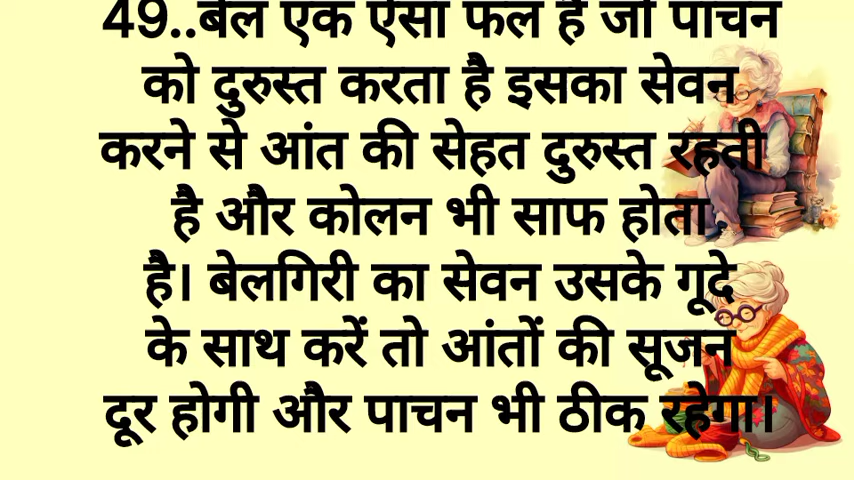 49..बेल एक ऐसा फल है जो पाचन
को दुरुस्त करता है इसका सेवन
करने से आंत की सेहत दुरुस्त रहती
है और कोलन भी साफ होता
है। बेलगिरी का सेवन उसके गूदे
के साथ करें तो आंतों की सूजन
दूर होगी और पाचन भी ठीक रहेगा।